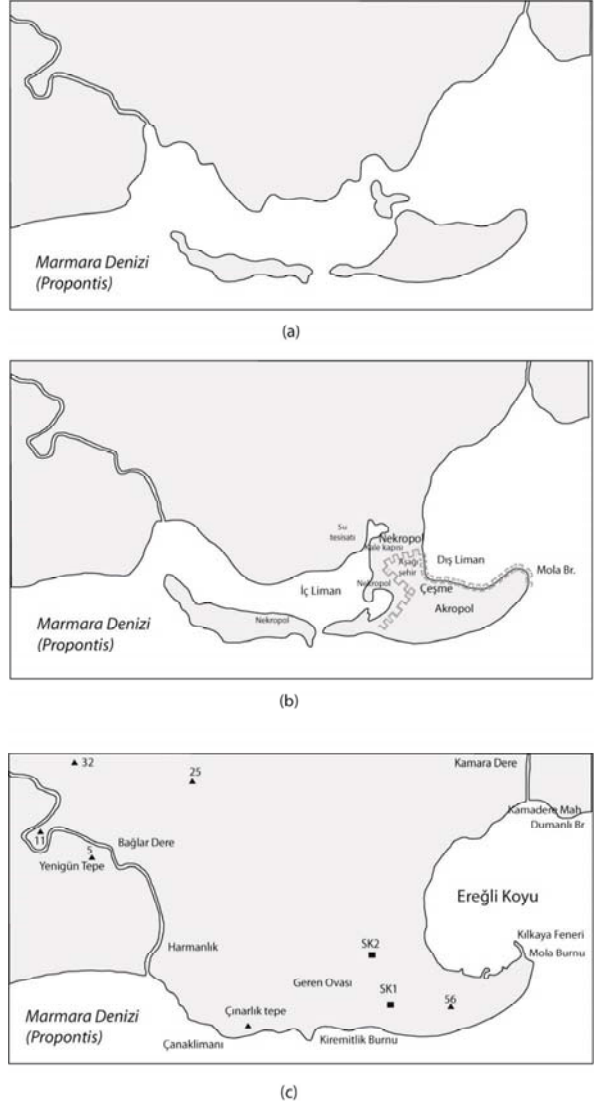 Marmara Denizi
(Propontis)
(a)
Su
tesisatı
Nekropol
Kale kapısı
Aşağı
şehir
Dış Liman
Mola Br.
İç Liman
Nekropol
Çeşme
Akropol
Nekropol
Marmara Denizi
(Propontis)
(b)
32
25
Kamara Dere
Kamadere Mah
Dumanlı Br
11
5
Bağlar Dere
Yenigün Tepe
Ereğli Koyu
Kılkaya Feneri
Mola Burnu
Harmanlık
SK2
Geren Ovası
SK1
56
Marmara Denizi
(Propontis)
Çınarlık tepe
Çanaklimanı
Kiremitlik Burnu
(c)